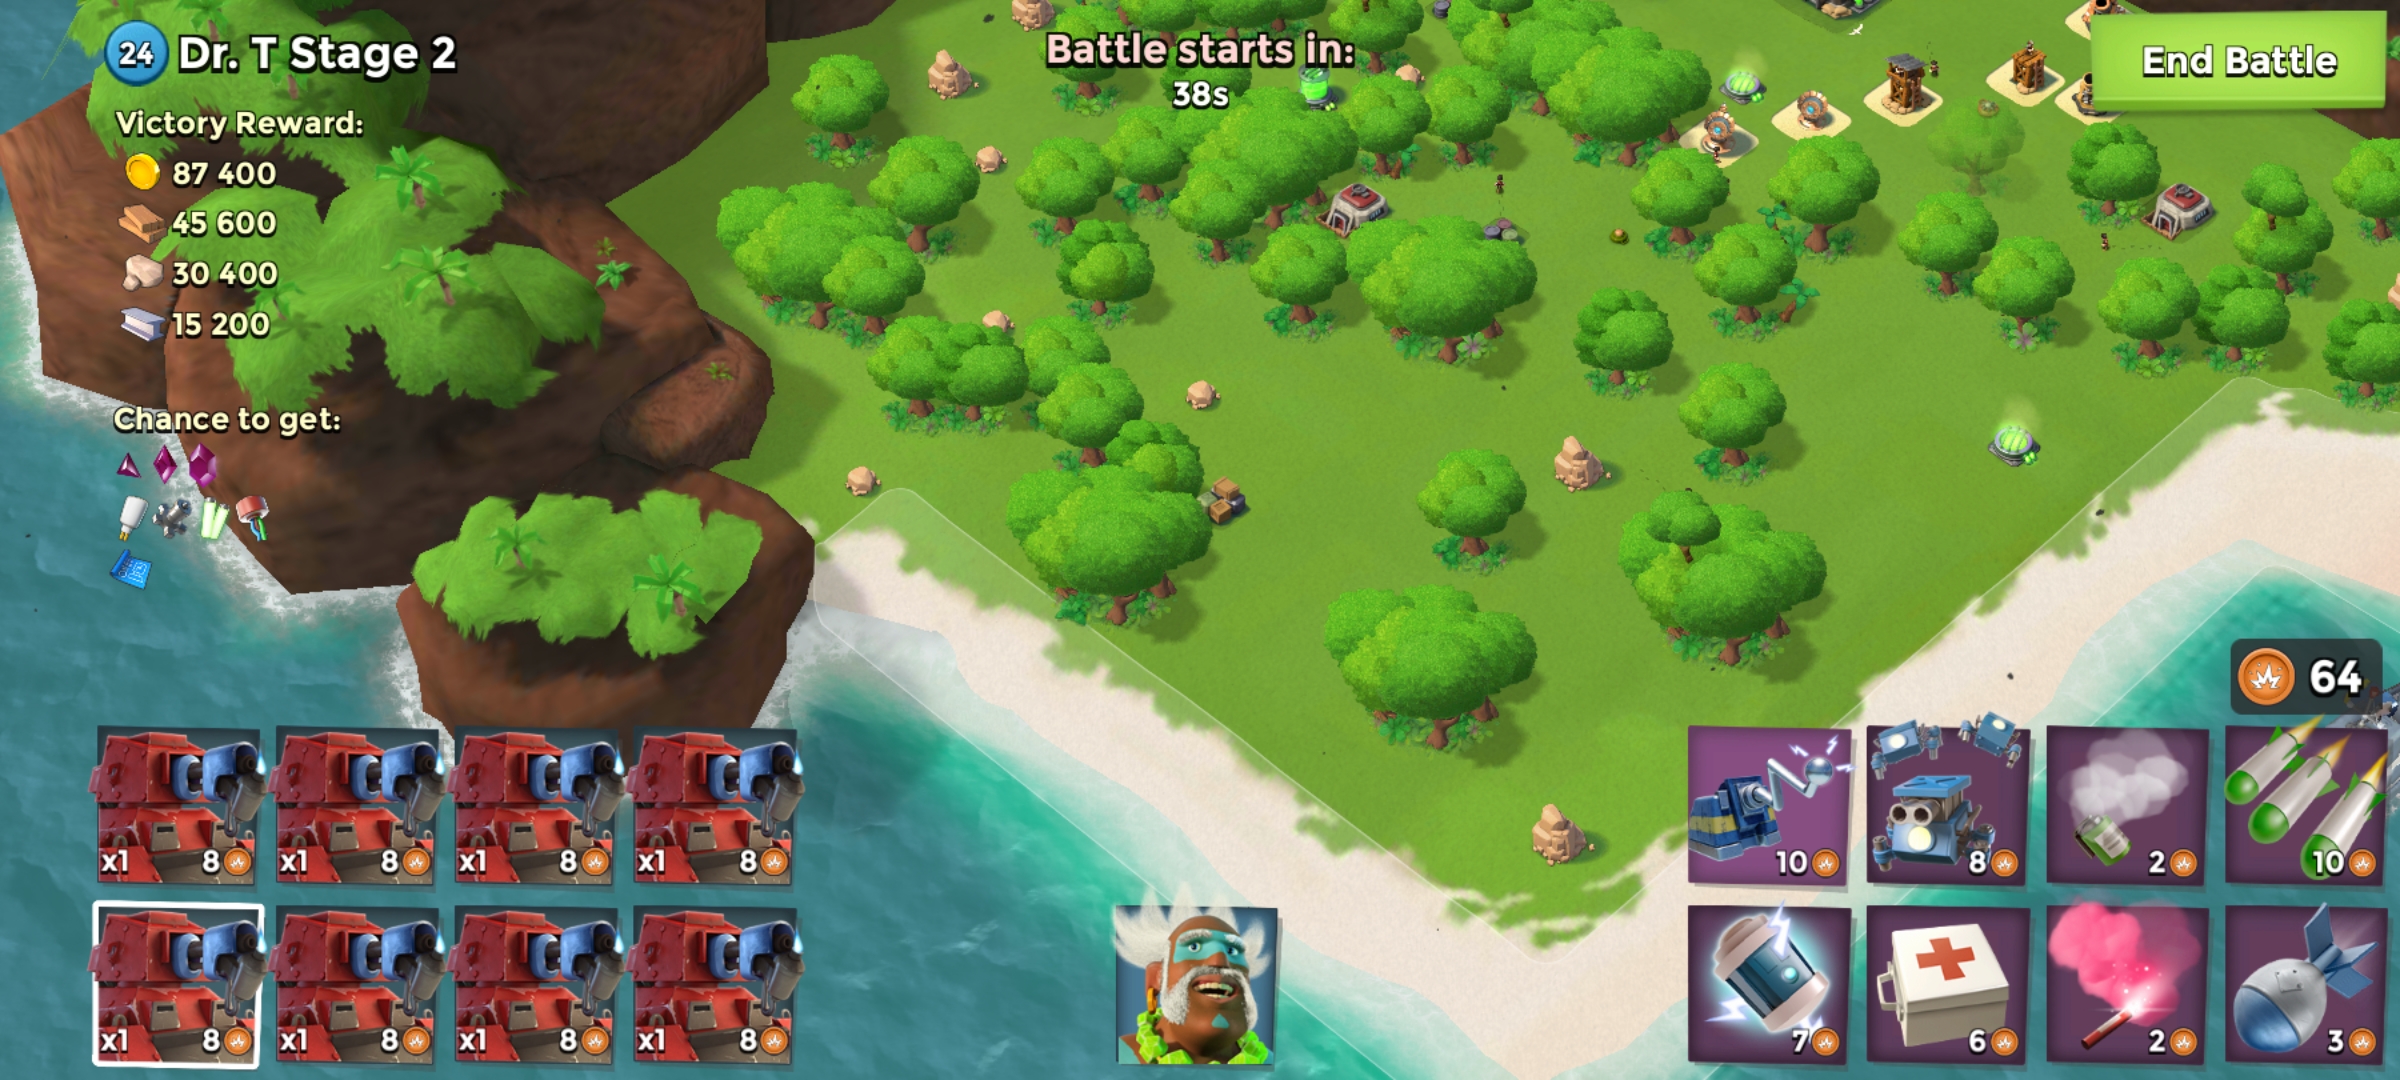 24 Dr. T Stage 2
Victory Reward:
87 400
45 600
30 400
15 200
Chance to get:
Battle starts in:
38s
End Battle
64
x1 8
x1 8
x1 8
x1 8
x1 8
x1 8
x1 8
x1 8
10
8
2
10
7
6
2
3